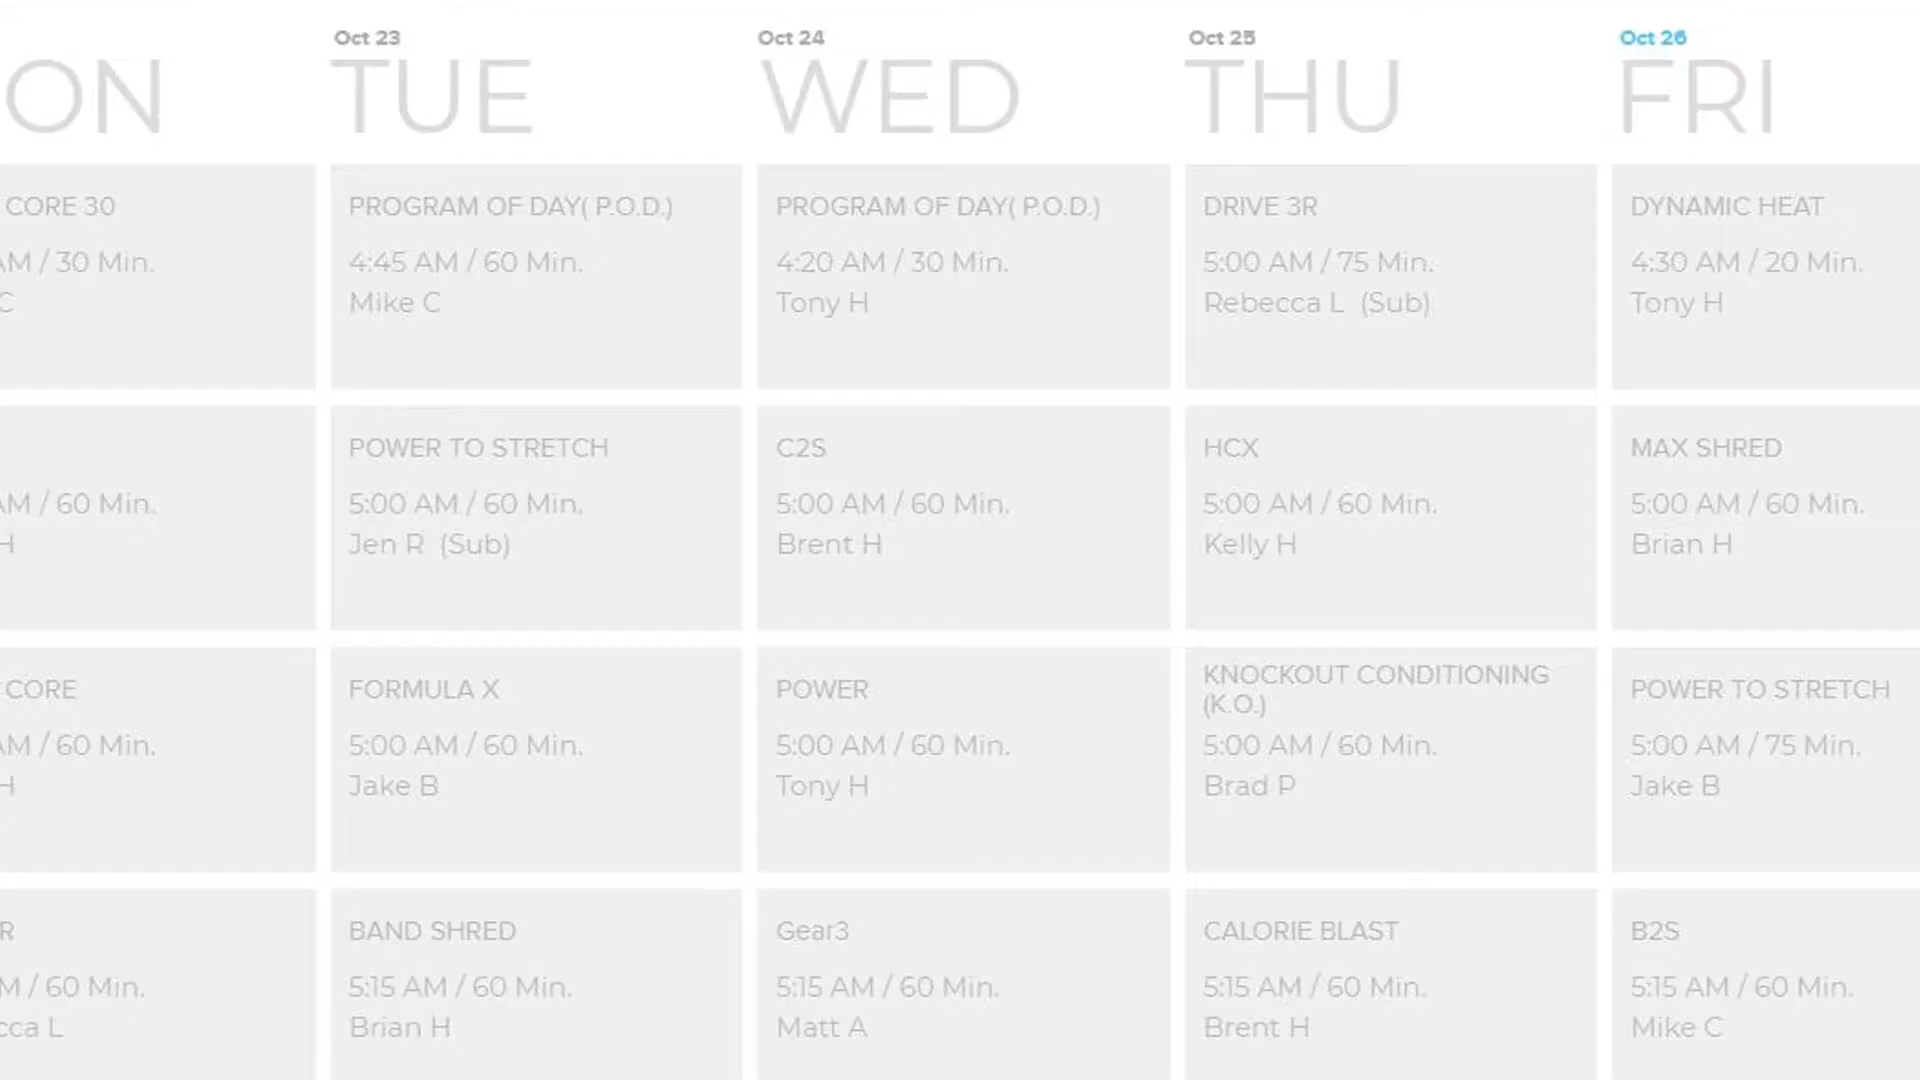 ON
CORE 30
AM / 30 Min.
C
AM / 60 Min.
H
CORE
AM / 60 Min.
H
R
M / 60 Min.
cca L
Oct 23
TUE
PROGRAM OF DAY( P.O.D.)
4:45 AM / 60 Min.
Mike C
POWER TO STRETCH
5:00 AM / 60 Min.
Jen R (Sub)
FORMULA X
5:00 AM / 60 Min.
Jake B
BAND SHRED
5:15 AM / 60 Min.
Brian H
Oct 24
WED
PROGRAM OF DAY( P.O.D.)
4:20 AM / 30 Min.
Tony H
C2S
5:00 AM / 60 Min.
Brent H
POWER
5:00 AM / 60 Min.
Tony H
Gear3
5:15 AM / 60 Min.
Matt A
Oct 25
THU
DRIVE 3R
5:00 AM / 75 Min.
Rebecca L (Sub)
HCX
5:00 AM / 60 Min.
Kelly H
KNOCKOUT CONDITIONING
(K.O.)
5:00 AM / 60 Min.
Brad P
CALORIE BLAST
5:15 AM / 60 Min.
Brent H
Oct 26
FRI
DYNAMIC HEAT
4:30 AM / 20 Min.
Tony H
MAX SHRED
5:00 AM / 60 Min.
Brian H
POWER TO STRETCH
5:00 AM / 75 Min.
Jake B
B2S
5:15 AM / 60 Min.
Mike C